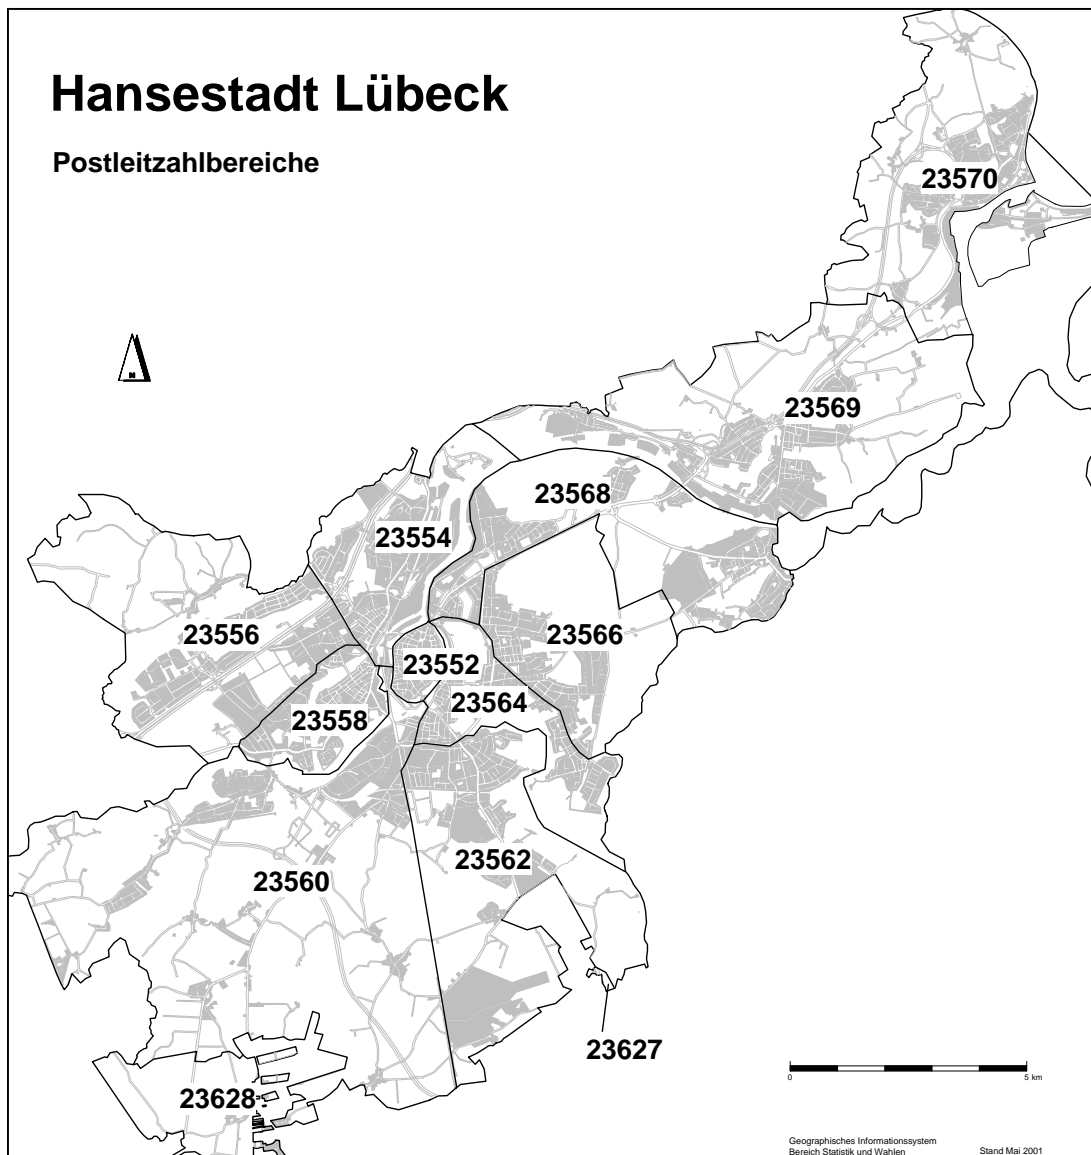 Hansestadt Lübeck
Postleitzahlbereiche
23570
N
23569
23568
23554
23556
23566
23552
23564
23558
23562
23560
23627
23628
0 5 km
Geographisches Informationssystem
Bereich Statistik und Wahlen Stand Mai 2001